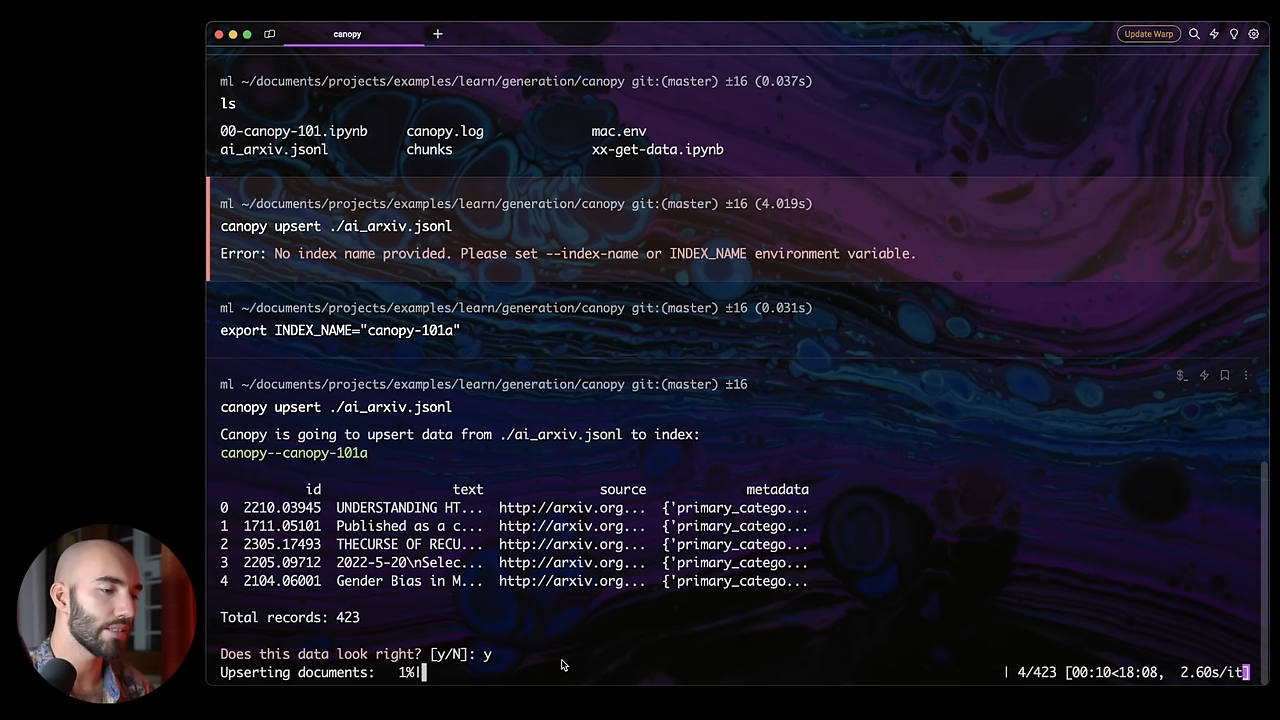 canopy
Update Warp
ml ~/documents/projects/examples/learn/generation/canopy git:(master) ±16 (0.037s)
ls
00-canopy-101.ipynb canopy.log mac.env
ai_arxiv.jsonl chunks xx-get-data.ipynb
ml ~/documents/projects/examples/learn/generation/canopy git:(master) ±16 (4.019s)
canopy upsert ./ai_arxiv.jsonl
Error: No index name provided. Please set --index-name or INDEX_NAME environment variable.
ml ~/documents/projects/examples/learn/generation/canopy git:(master) ±16 (0.031s)
export INDEX_NAME="canopy-101a"
ml ~/documents/projects/examples/learn/generation/canopy git:(master) ±16
canopy upsert ./ai_arxiv.jsonl
Canopy is going to upsert data from ./ai_arxiv.jsonl to index:
canopy--canopy-101a
id text source metadata
0 2210.03945 UNDERSTANDING HT... http://arxiv.org... {'primary_catego...
1 1711.05101 Published as a c... http://arxiv.org... {'primary_catego...
2 2305.17493 THECURSE OF RECU... http://arxiv.org... {'primary_catego...
3 2205.09712 2022-5-20\nSelec... http://arxiv.org... {'primary_catego...
4 2104.06001 Gender Bias in M... http://arxiv.org... {'primary_catego...
Total records: 423
Does this data look right? [y/N]: y
Upserting documents: 1%| | 4/423 [00:10<18:08, 2.60s/it]